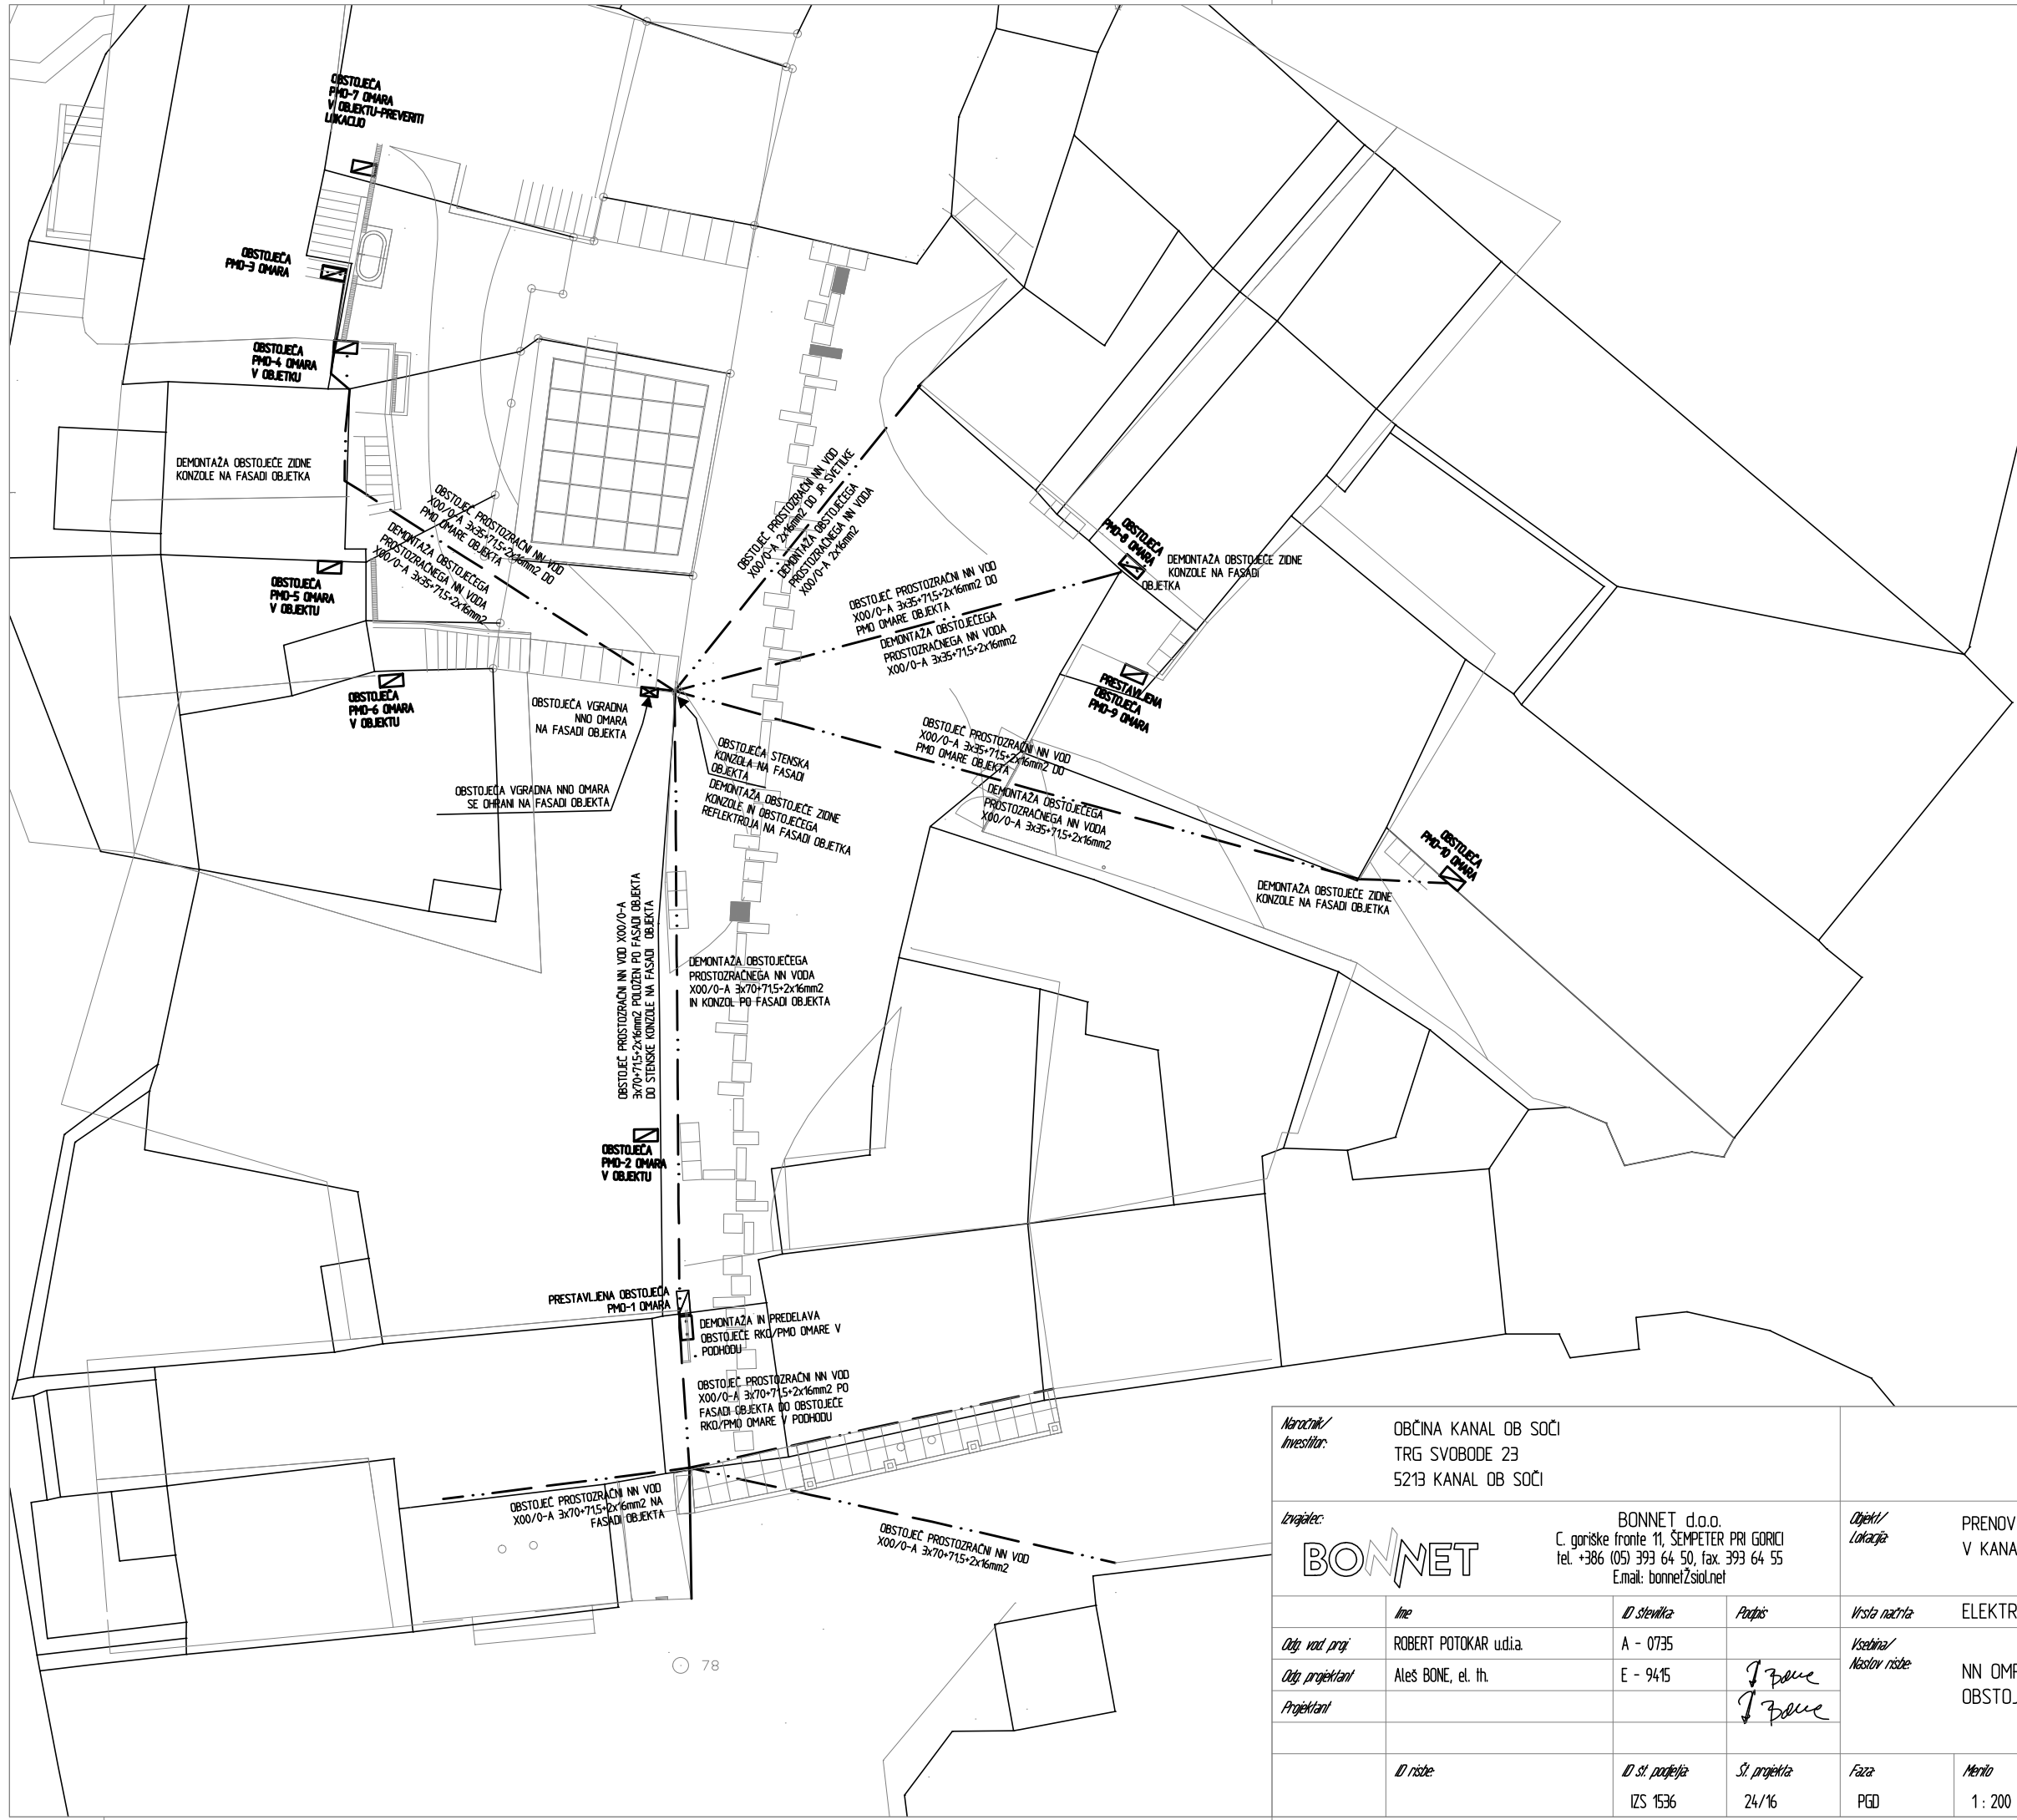 OBSTOJEČA
PMO-7 OMARA
V OBJEKTU-PREVERITI
LOKACIJO
OBSTOJEČA
PMO-3 OMARA
OBSTOJEČA
PMO-4 OMARA
V OBJETKU
DEMONTAŽA OBSTOJEČE ZIDNE
KONZOLE NA FASADI OBJETKA
OBSTOJEČ PROSTOZRAČNI NN VOD
X00/0-A 3x35+71,5+2x16mm2 DO
PMO OMARE OBJEKTA
DEMONTAŽA OBSTOJEČEGA
PROSTOZRAČNEGA NN VODA
X00/0-A 3x35+71,5+2x16mm2
OBSTOJEČ PROSTOZRAČNI NN VOD
X00/0-A 2x16mm2 DO JR SVETILKE
DEMONTAŽA OBSTOJEČEGA
PROSTOZRAČNEGA NN VODA
X00/0-A 2x16mm2
OBSTOJEČA
PMO-8 OMARA
DEMONTAŽA OBSTOJEČE ZIDNE
KONZOLE NA FASADI
OBJETKA
OBSTOJEČ PROSTOZRAČNI NN VOD
X00/0-A 3x35+71,5+2x16mm2 DO
PMO OMARE OBJEKTA
DEMONTAŽA OBSTOJEČEGA
PROSTOZRAČNEGA NN VODA
X00/0-A 3x35+71,5+2x16mm2
OBSTOJEČA
PMO-5 OMARA
V OBJEKTU
OBSTOJEČA
PMO-6 OMARA
V OBJEKTU
PRESTAVLJENA
OBSTOJEČA
PMO-9 OMARA
OBSTOJEČA VGRADNA
NNO OMARA
NA FASADI OBJEKTA
OBSTOJEČA STENSKA
KONZOLA NA FASADI
OBJEKTA
DEMONTAŽA OBSTOJEČE ZIDNE
KONZOLE IN OBSTOJEČEGA
REFLEKTROJA NA FASADI OBJETKA
OBSTOJEČA VGRADNA NNO OMARA
SE OHRANI NA FASADI OBJEKTA
OBSTOJEČ PROSTOZRAČNI NN VOD
X00/0-A 3x35+71,5+2x16mm2 DO
PMO OMARE OBJEKTA
DEMONTAŽA OBSTOJEČEGA
PROSTOZRAČNEGA NN VODA
X00/0-A 3x35+71,5+2x16mm2
OBSTOJEČA
PMO-10 OMARA
DEMONTAŽA OBSTOJEČE ZIDNE
KONZOLE NA FASADI OBJETKA
OBSTOJEČ PROSTOZRAČNI NN VOD X00/0-A
3x70+71,5+2x16mm2 POLOŽEN PO FASADI OBJEKTA
DO STENSKE KONZOLE NA FASADI OBJEKTA
DEMONTAŽA OBSTOJEČEGA
PROSTOZRAČNEGA NN VODA
X00/0-A 3x70+71,5+2x16mm2
IN KONZOL PO FASADI OBJEKTA
OBSTOJEČA
PMO-2 OMARA
V OBJEKTU
PRESTAVLJENA OBSTOJEČA
PMO-1 OMARA
DEMONTAŽA IN PREDELAVA
OBSTOJEČE RKO/PMO OMARE V
PODHODU
OBSTOJEČ PROSTOZRAČNI NN VOD
X00/0-A 3x70+71,5+2x16mm2 PO
FASADI OBJEKTA DO OBSTOJEČE
RKO/PMO OMARE V PODHODU
OBSTOJEČ PROSTOZRAČNI NN VOD
X00/0-A 3x70+71,5+2x16mm2 NA
FASADI OBJEKTA
OBSTOJEČ PROSTOZRAČNI NN VOD
X00/0-A 3x70+71,5+2x16mm2
78
Naročnik/
Investitor:
OBČINA KANAL OB SOČI
TRG SVOBODE 23
5213 KANAL OB SOČI
Izvajalec:
BONNET
BONNET d.o.o.
C. goriške fronte 11, ŠEMPETER PRI GORICI
tel. +386 (05) 393 64 50, fax. 393 64 55
E.mail: bonnetŽsiol.net
Objekt/
Lokacija:
PRENOV
V KANA
Ime
ID številka:
Podpis
Vrsta načrta:
ELEKTR
Odg. vod. proj
ROBERT POTOKAR u.d.i.a.
A - 0735
Vsebina/
Naslov risbe:
Odg. projektant
Aleš BONE, el. th.
E - 9415
Bone
NN OMR
OBSTOJ
Projektant
Bone
ID risbe:
ID št. podjetja:
Št. projekta:
Faza:
Merilo
IZS 1536
24/16
PGD
1 : 200